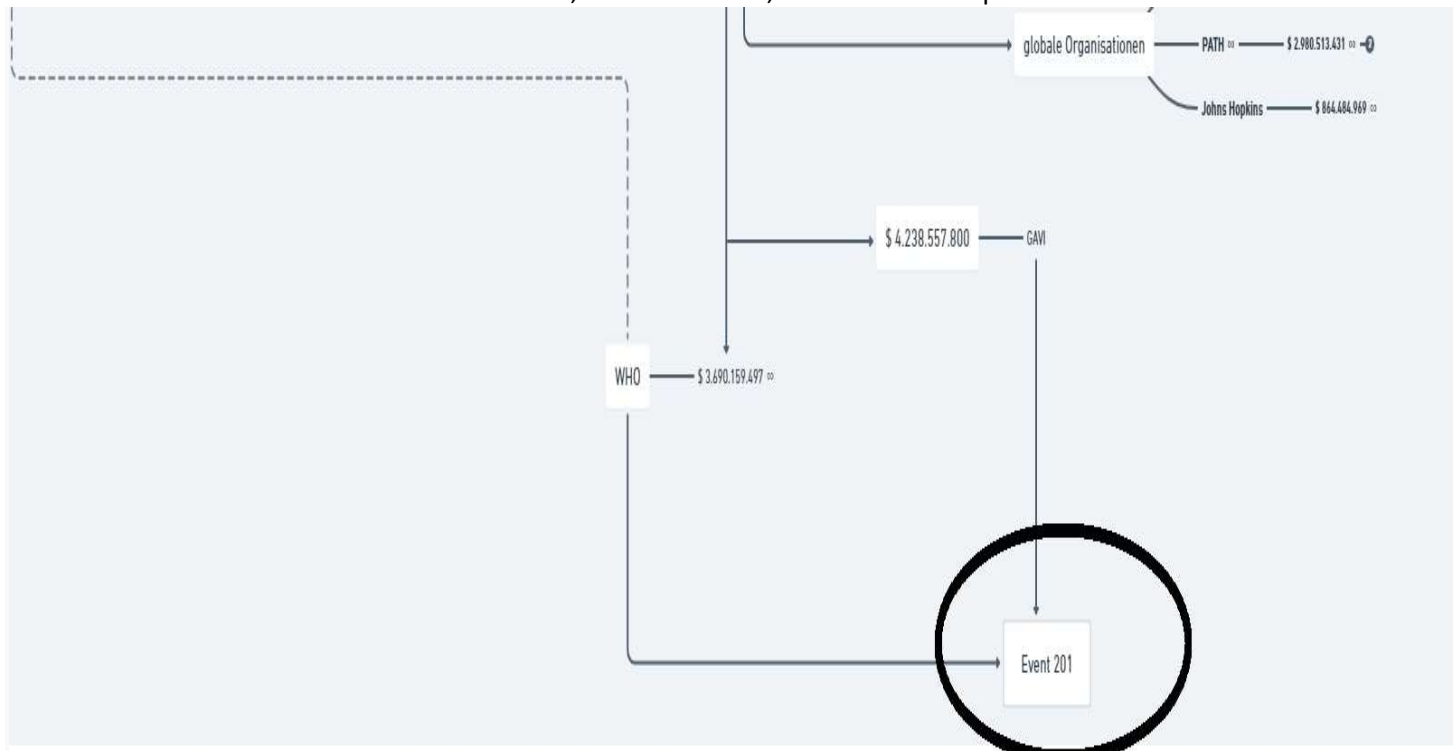 globale Organisationen
PATH ∞ $ 2.980.513.431 ∞
Johns Hopkins $ 864.484.969 ∞
$ 4.238.557.800 GAVI
WHO $ 3.690.159.497 ∞
Event 201